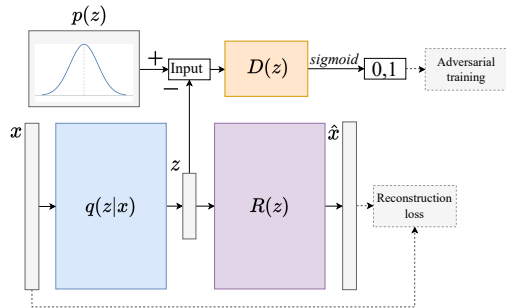 p(z)
+
Input
−
D(z)
sigmoid
0,1
Adversarial
training
x
q(z|x)
z
R(z)
x̂
Reconstruction
loss